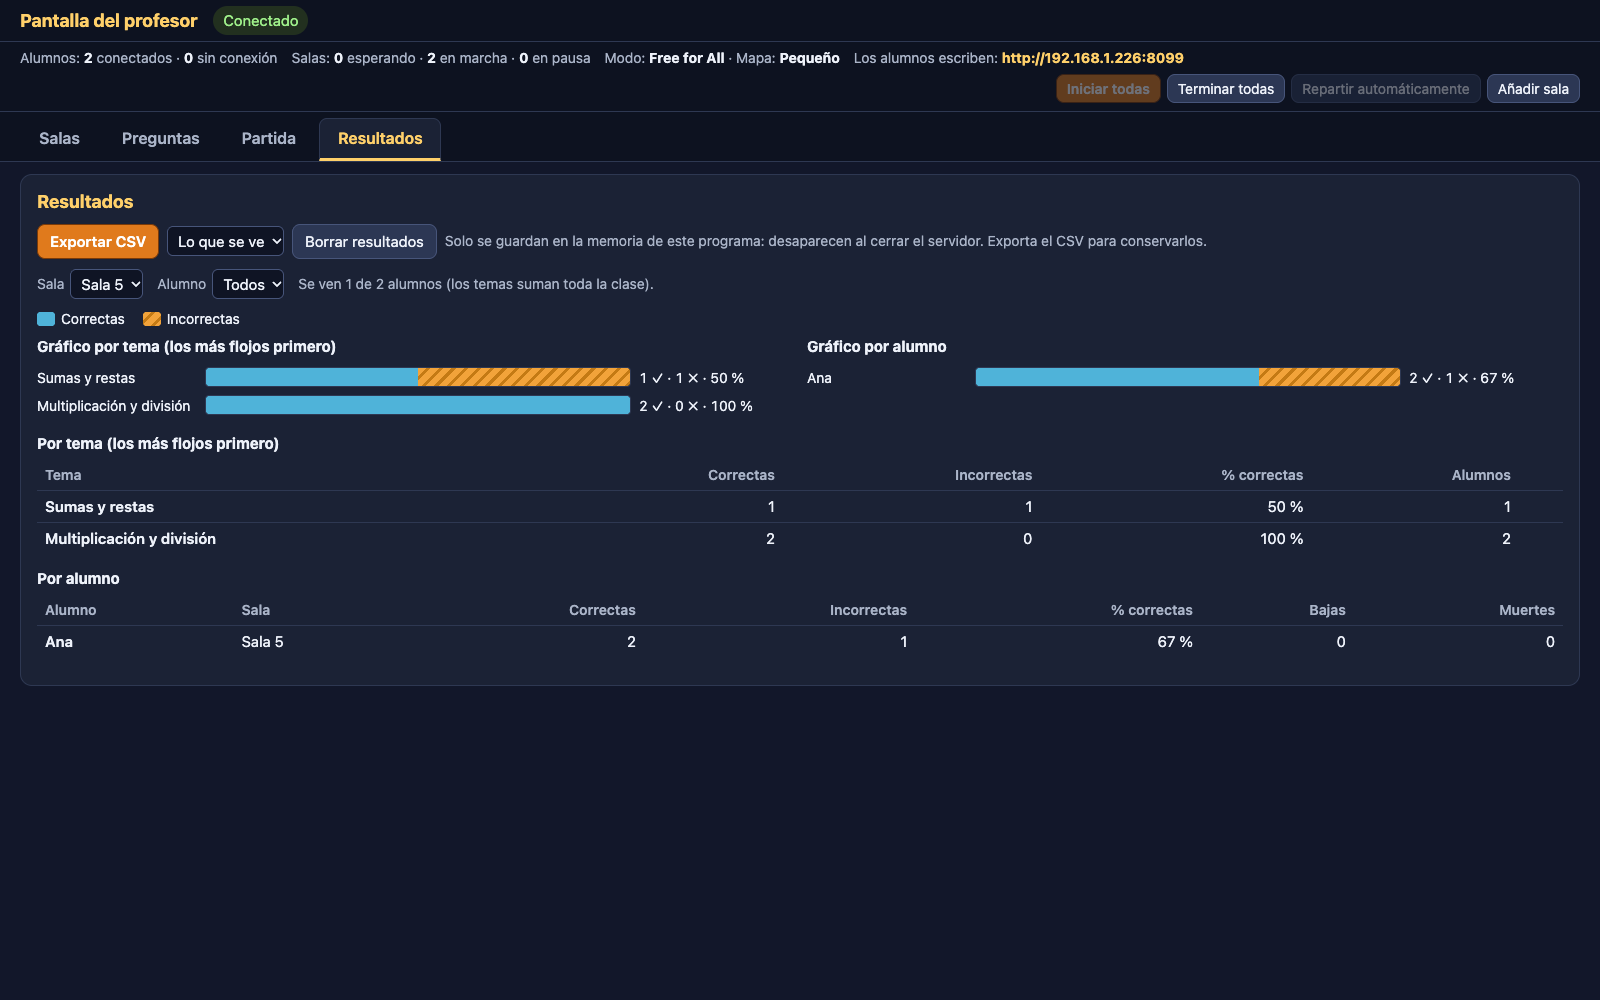 Pantalla del profesor Conectado
Alumnos: 2 conectados · 0 sin conexión Salas: 0 esperando · 2 en marcha · 0 en pausa Modo: Free for All · Mapa: Pequeño Los alumnos escriben: http://192.168.1.226:8099
Iniciar todas Terminar todas Repartir automáticamente Añadir sala
Salas Preguntas Partida Resultados
Resultados
Exportar CSV Lo que se ve Borrar resultados Solo se guardan en la memoria de este programa: desaparecen al cerrar el servidor. Exporta el CSV para conservarlos.
Sala Sala 5 Alumno Todos Se ven 1 de 2 alumnos (los temas suman toda la clase).
Correctas Incorrectas
Gráfico por tema (los más flojos primero)
Sumas y restas 1 ✓ · 1 ✕ · 50 %
Multiplicación y división 2 ✓ · 0 ✕ · 100 %
Gráfico por alumno
Ana 2 ✓ · 1 ✕ · 67 %
Por tema (los más flojos primero)
Tema Correctas Incorrectas % correctas Alumnos
Sumas y restas 1 1 50 % 1
Multiplicación y división 2 0 100 % 2
Por alumno
Alumno Sala Correctas Incorrectas % correctas Bajas Muertes
Ana Sala 5 2 1 67 % 0 0